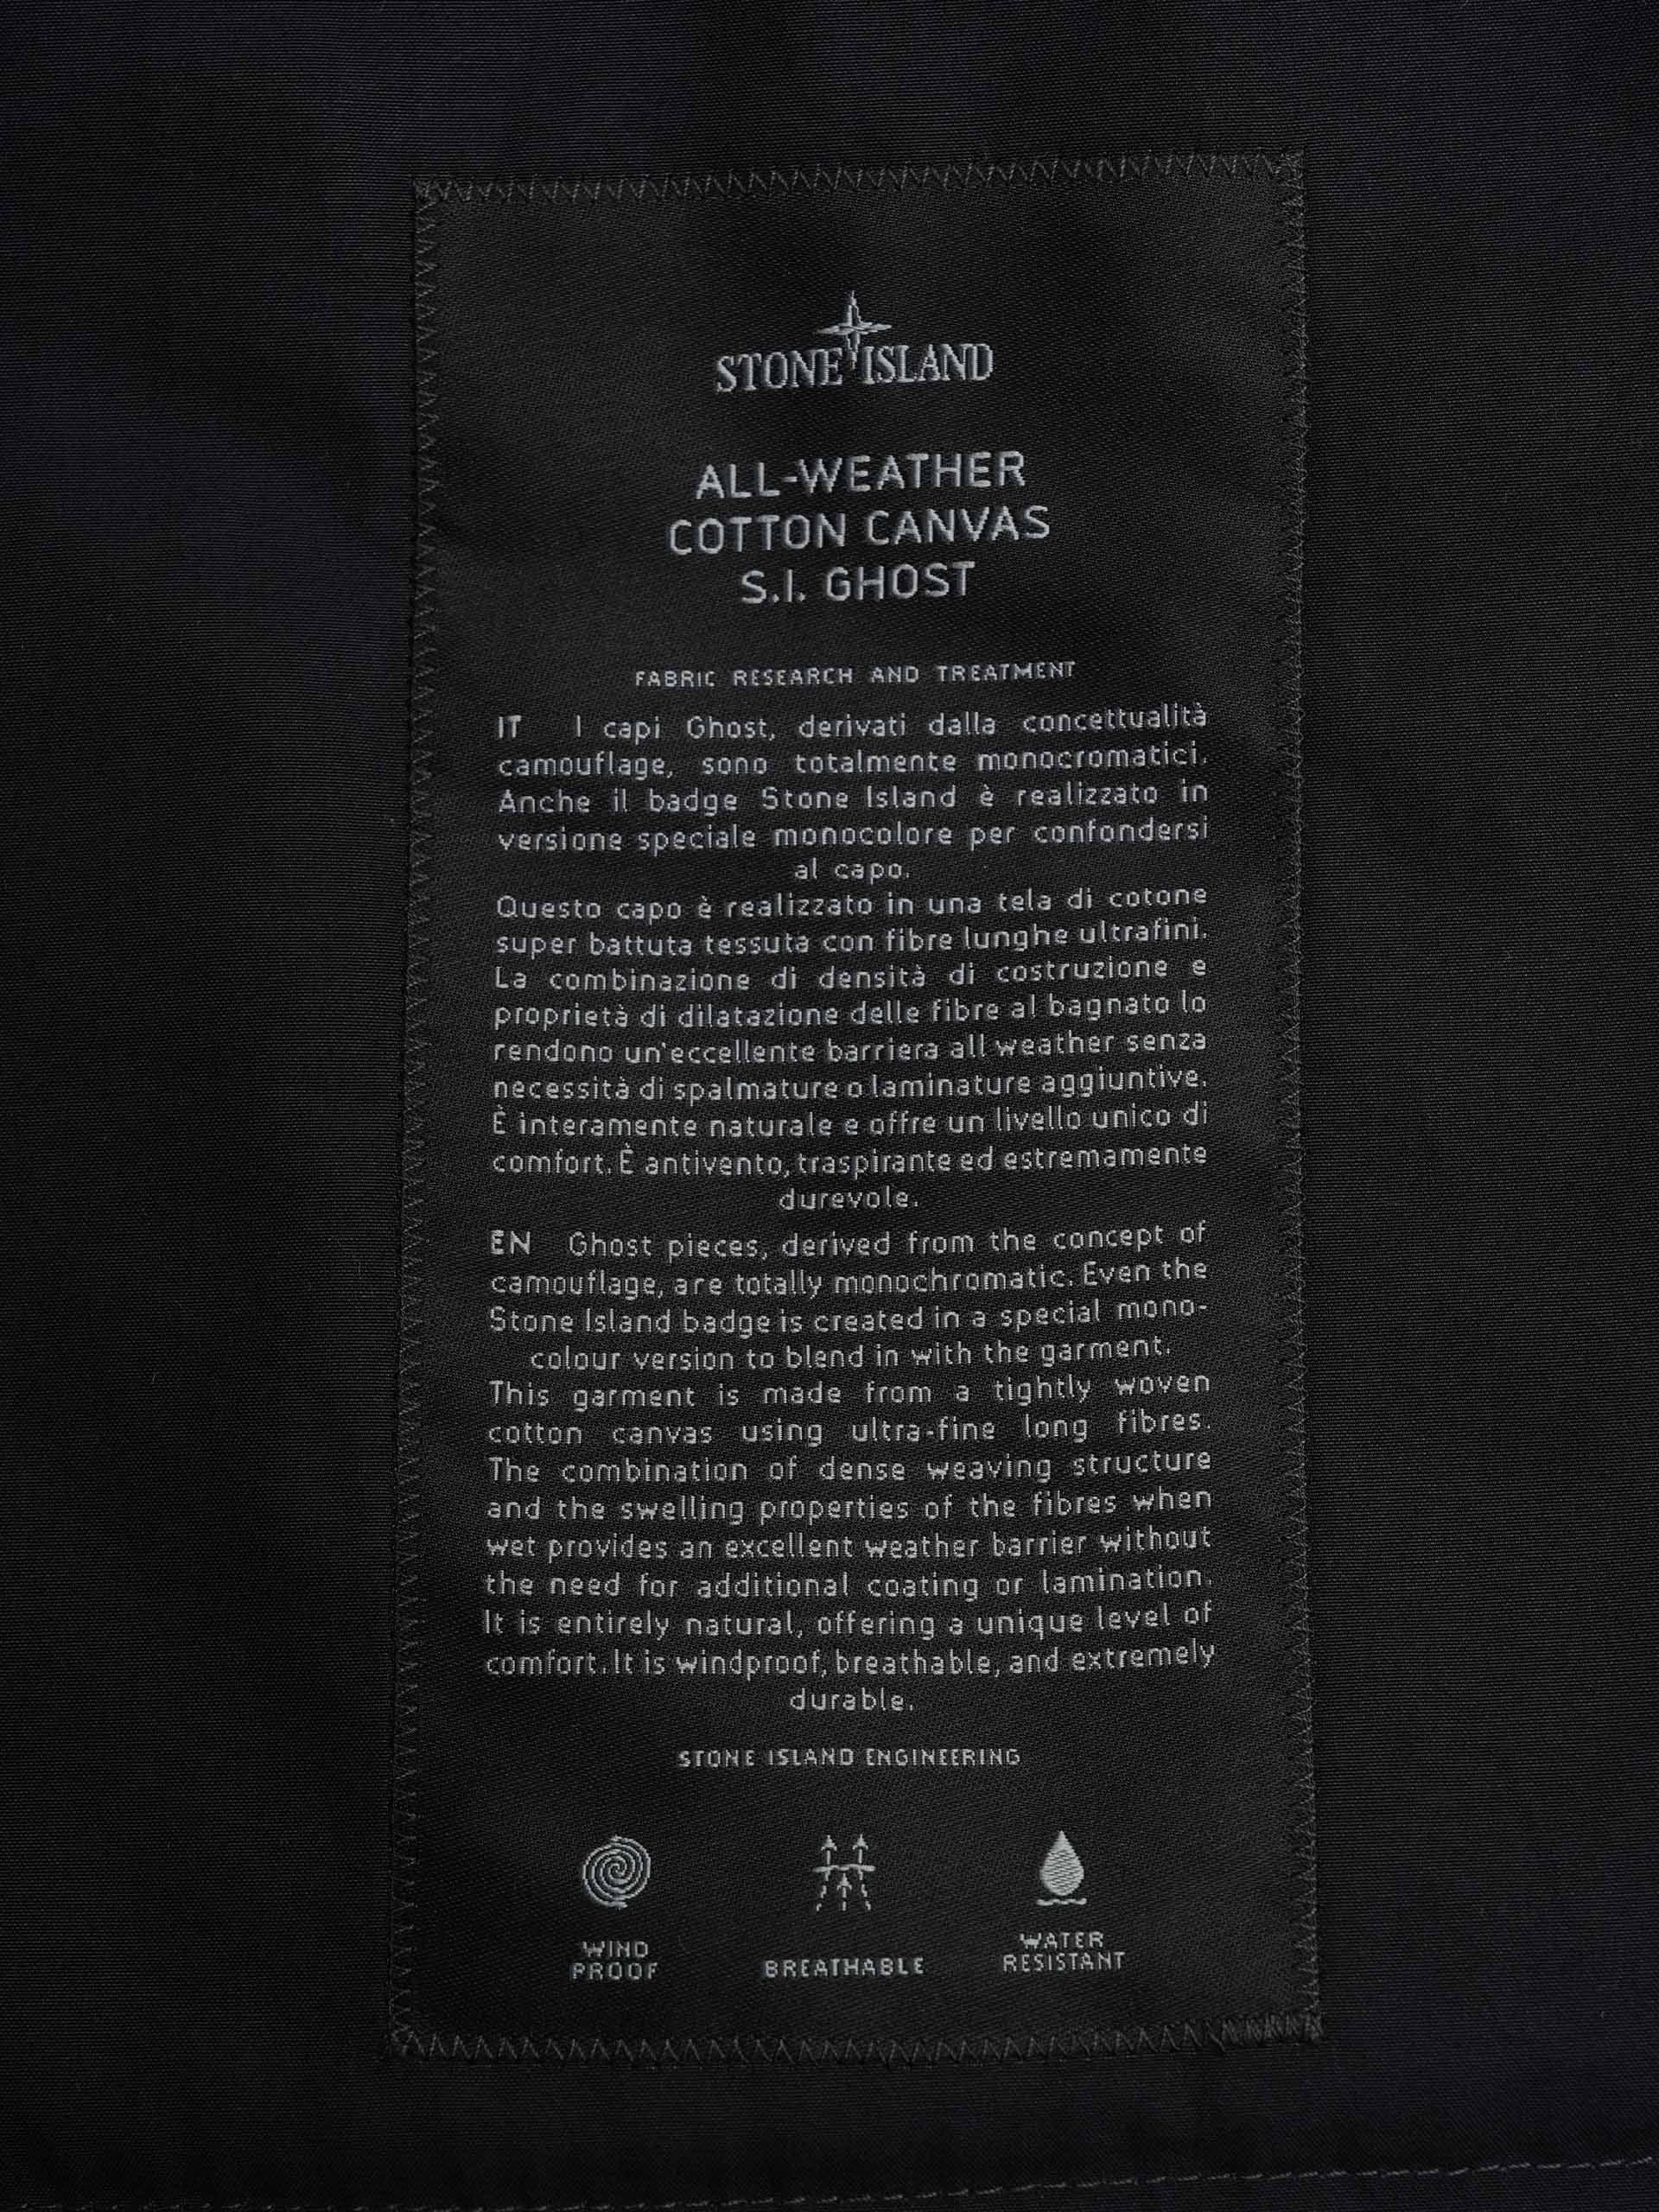 STONE ISLAND
ALL-WEATHER
COTTON CANVAS
S.I. GHOST
FABRIC RESEARCH AND TREATMENT
IT I capi Ghost, derivati dalla concettualità
camouflage, sono totalmente monocromatici.
Anche il badge Stone Island è realizzato in
versione speciale monocolore per confondersi
al capo.
Questo capo è realizzato in una tela di cotone
super battuta tessuta con fibre lunghe ultrafini.
La combinazione di densità di costruzione e
proprietà di dilatazione delle fibre al bagnato lo
rendono un'eccellente barriera all weather senza
necessità di spalmature o laminature aggiuntive.
È interamente naturale e offre un livello unico di
comfort. È antivento, traspirante ed estremamente
durevole.
EN Ghost pieces, derived from the concept of
camouflage, are totally monochromatic. Even the
Stone Island badge is created in a special mono-
colour version to blend in with the garment.
This garment is made from a tightly woven
cotton canvas using ultra-fine long fibres.
The combination of dense weaving structure
and the swelling properties of the fibres when
wet provides an excellent weather barrier without
the need for additional coating or lamination.
It is entirely natural, offering a unique level of
comfort. It is windproof, breathable, and extremely
durable.
STONE ISLAND ENGINEERING
WIND
PROOF
BREATHABLE
WATER
RESISTANT